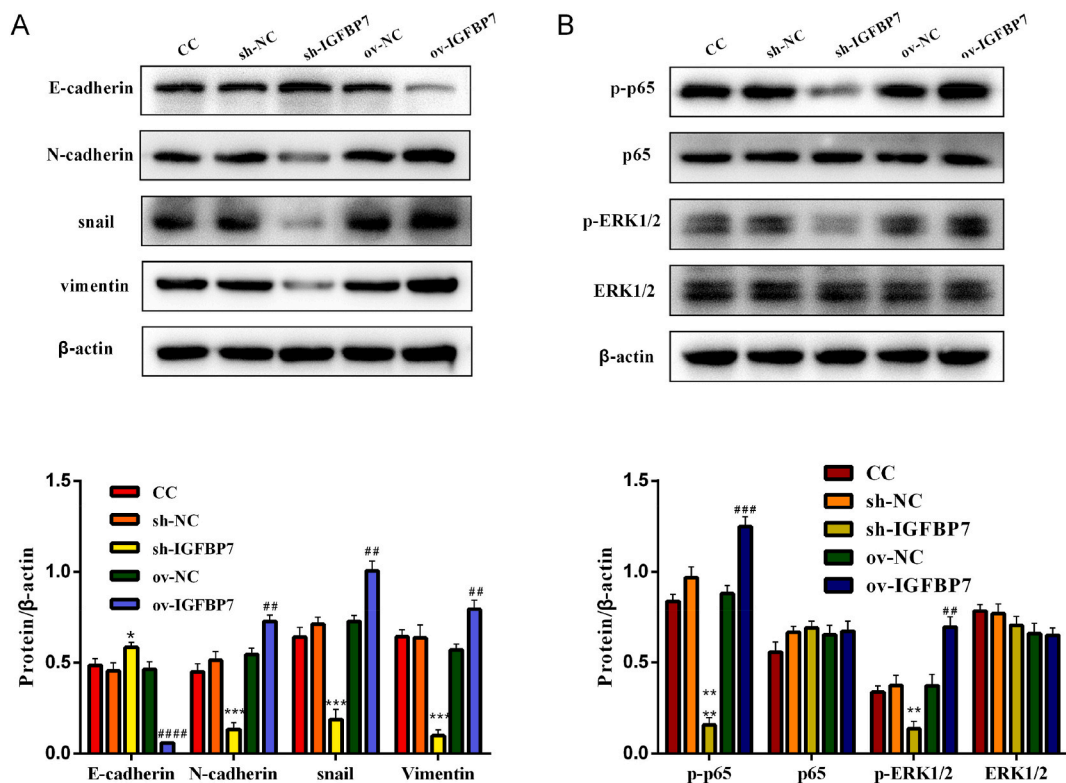 A
CC sh-NC sh-IGFBP7 ov-NC ov-IGFBP7
E-cadherin
N-cadherin
snail
vimentin
β-actin
1.5
1.0
0.5
0.0
Protein/β-actin
CC
sh-NC
sh-IGFBP7
ov-NC
ov-IGFBP7
*
####
***
##
***
##
***
##
E-cadherin N-cadherin snail Vimentin
B
CC sh-NC sh-IGFBP7 ov-NC ov-IGFBP7
p-p65
p65
p-ERK1/2
ERK1/2
β-actin
1.5
1.0
0.5
0.0
Protein/β-actin
CC
sh-NC
sh-IGFBP7
ov-NC
ov-IGFBP7
**
**
###
**
##
p-p65 p65 p-ERK1/2 ERK1/2